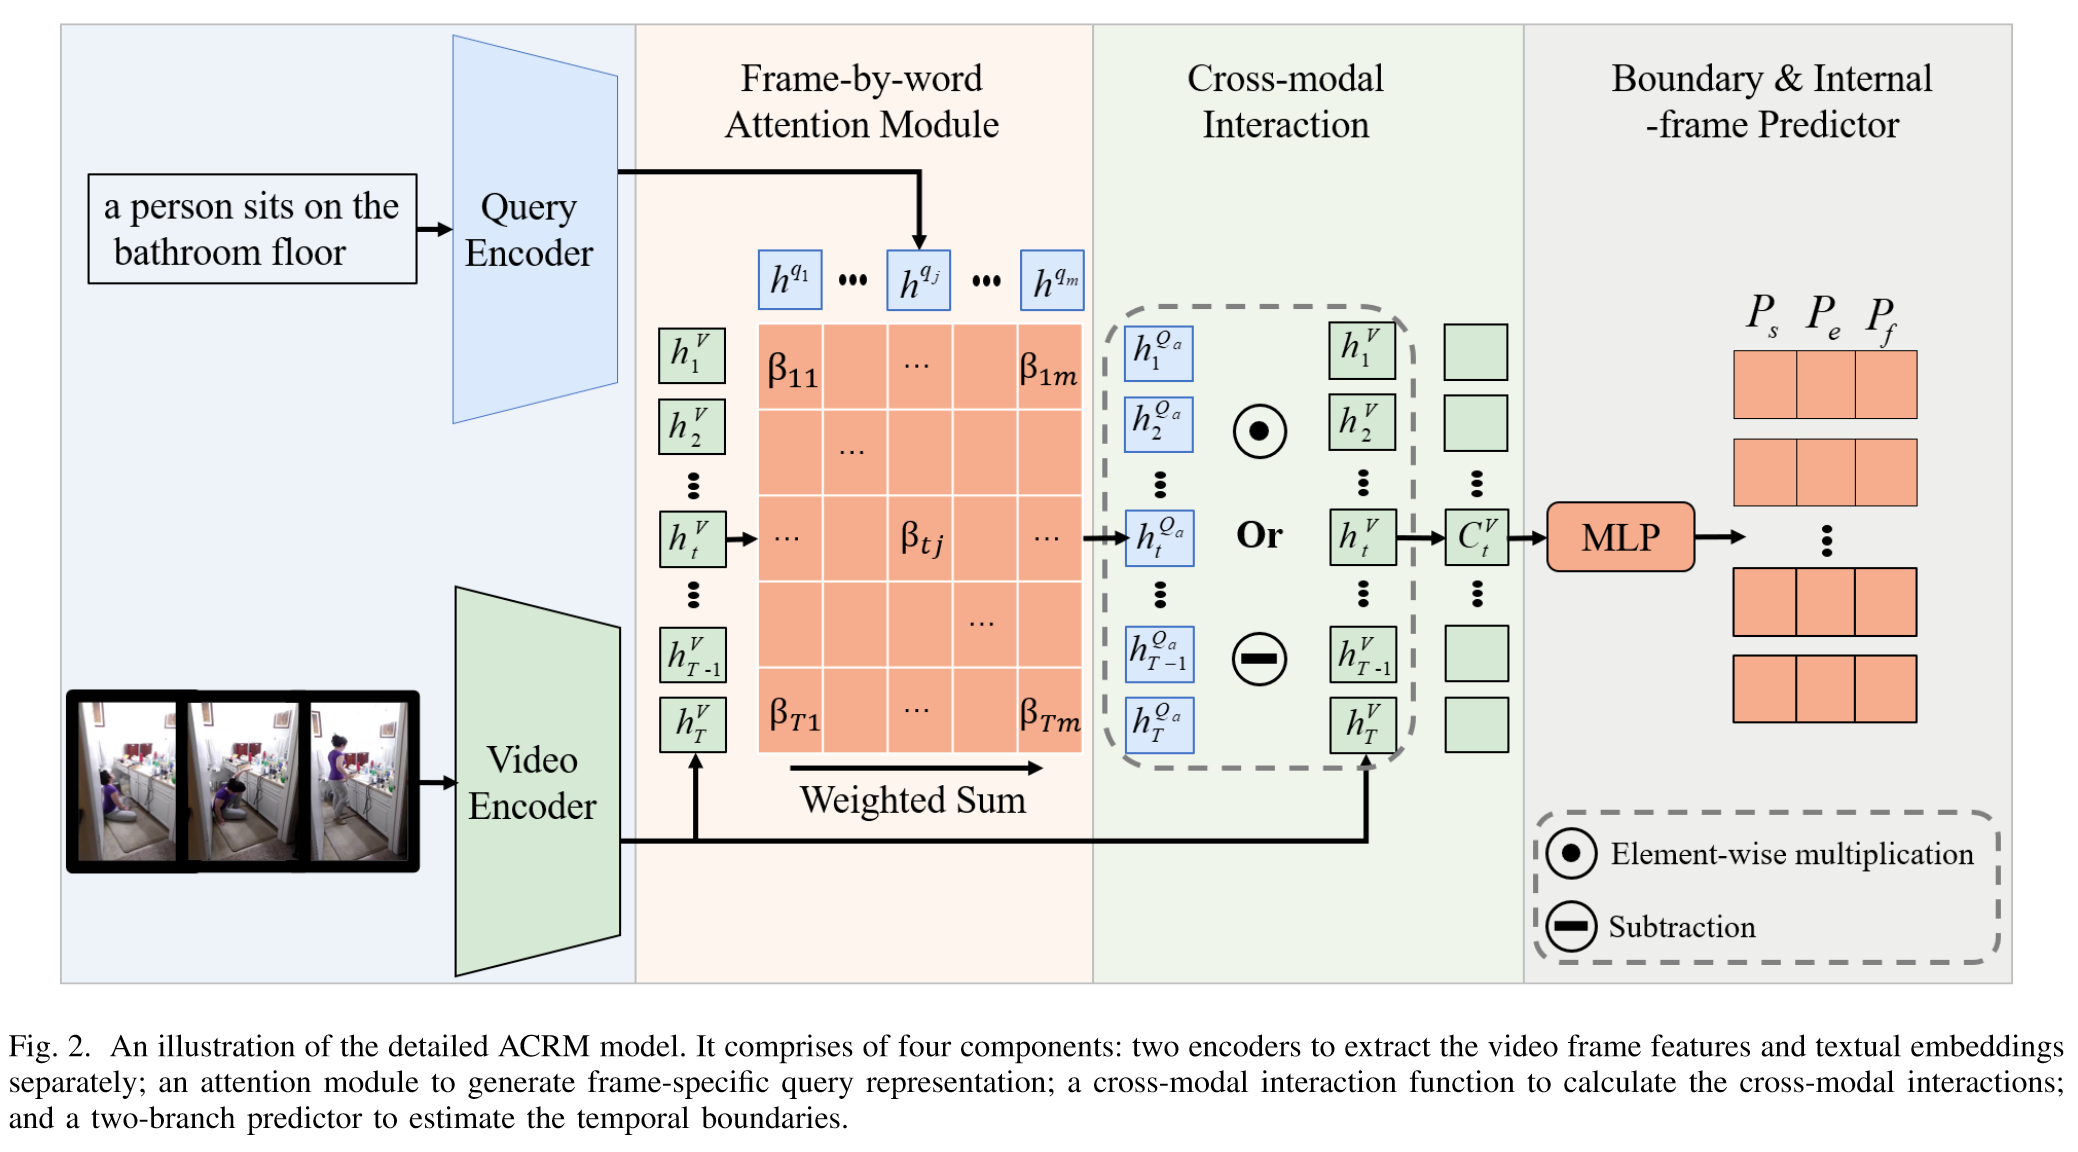 Frame-by-word
Attention Module
Cross-modal
Interaction
Boundary & Internal
-frame Predictor
a person sits on the
bathroom floor
Query
Encoder
h^{q_1} ••• h^{q_j} ••• h^{q_m}
P_s P_e P_f
h_1^V
h_2^V
h_t^V
h_{T-1}^V
h_T^V
β_{11} ... β_{1m}
...
... β_{tj} ...
...
β_{T1} ... β_{Tm}
Weighted Sum
h_1^{Q_a}
h_2^{Q_a}
h_t^{Q_a}
h_{T-1}^{Q_a}
h_T^{Q_a}
Or
h_1^V
h_2^V
h_t^V
h_{T-1}^V
h_T^V
C_t^V
MLP
Video
Encoder
Element-wise multiplication
Subtraction
Fig. 2. An illustration of the detailed ACRM model. It comprises of four components: two encoders to extract the video frame features and textual embeddings
separately; an attention module to generate frame-specific query representation; a cross-modal interaction function to calculate the cross-modal interactions;
and a two-branch predictor to estimate the temporal boundaries.